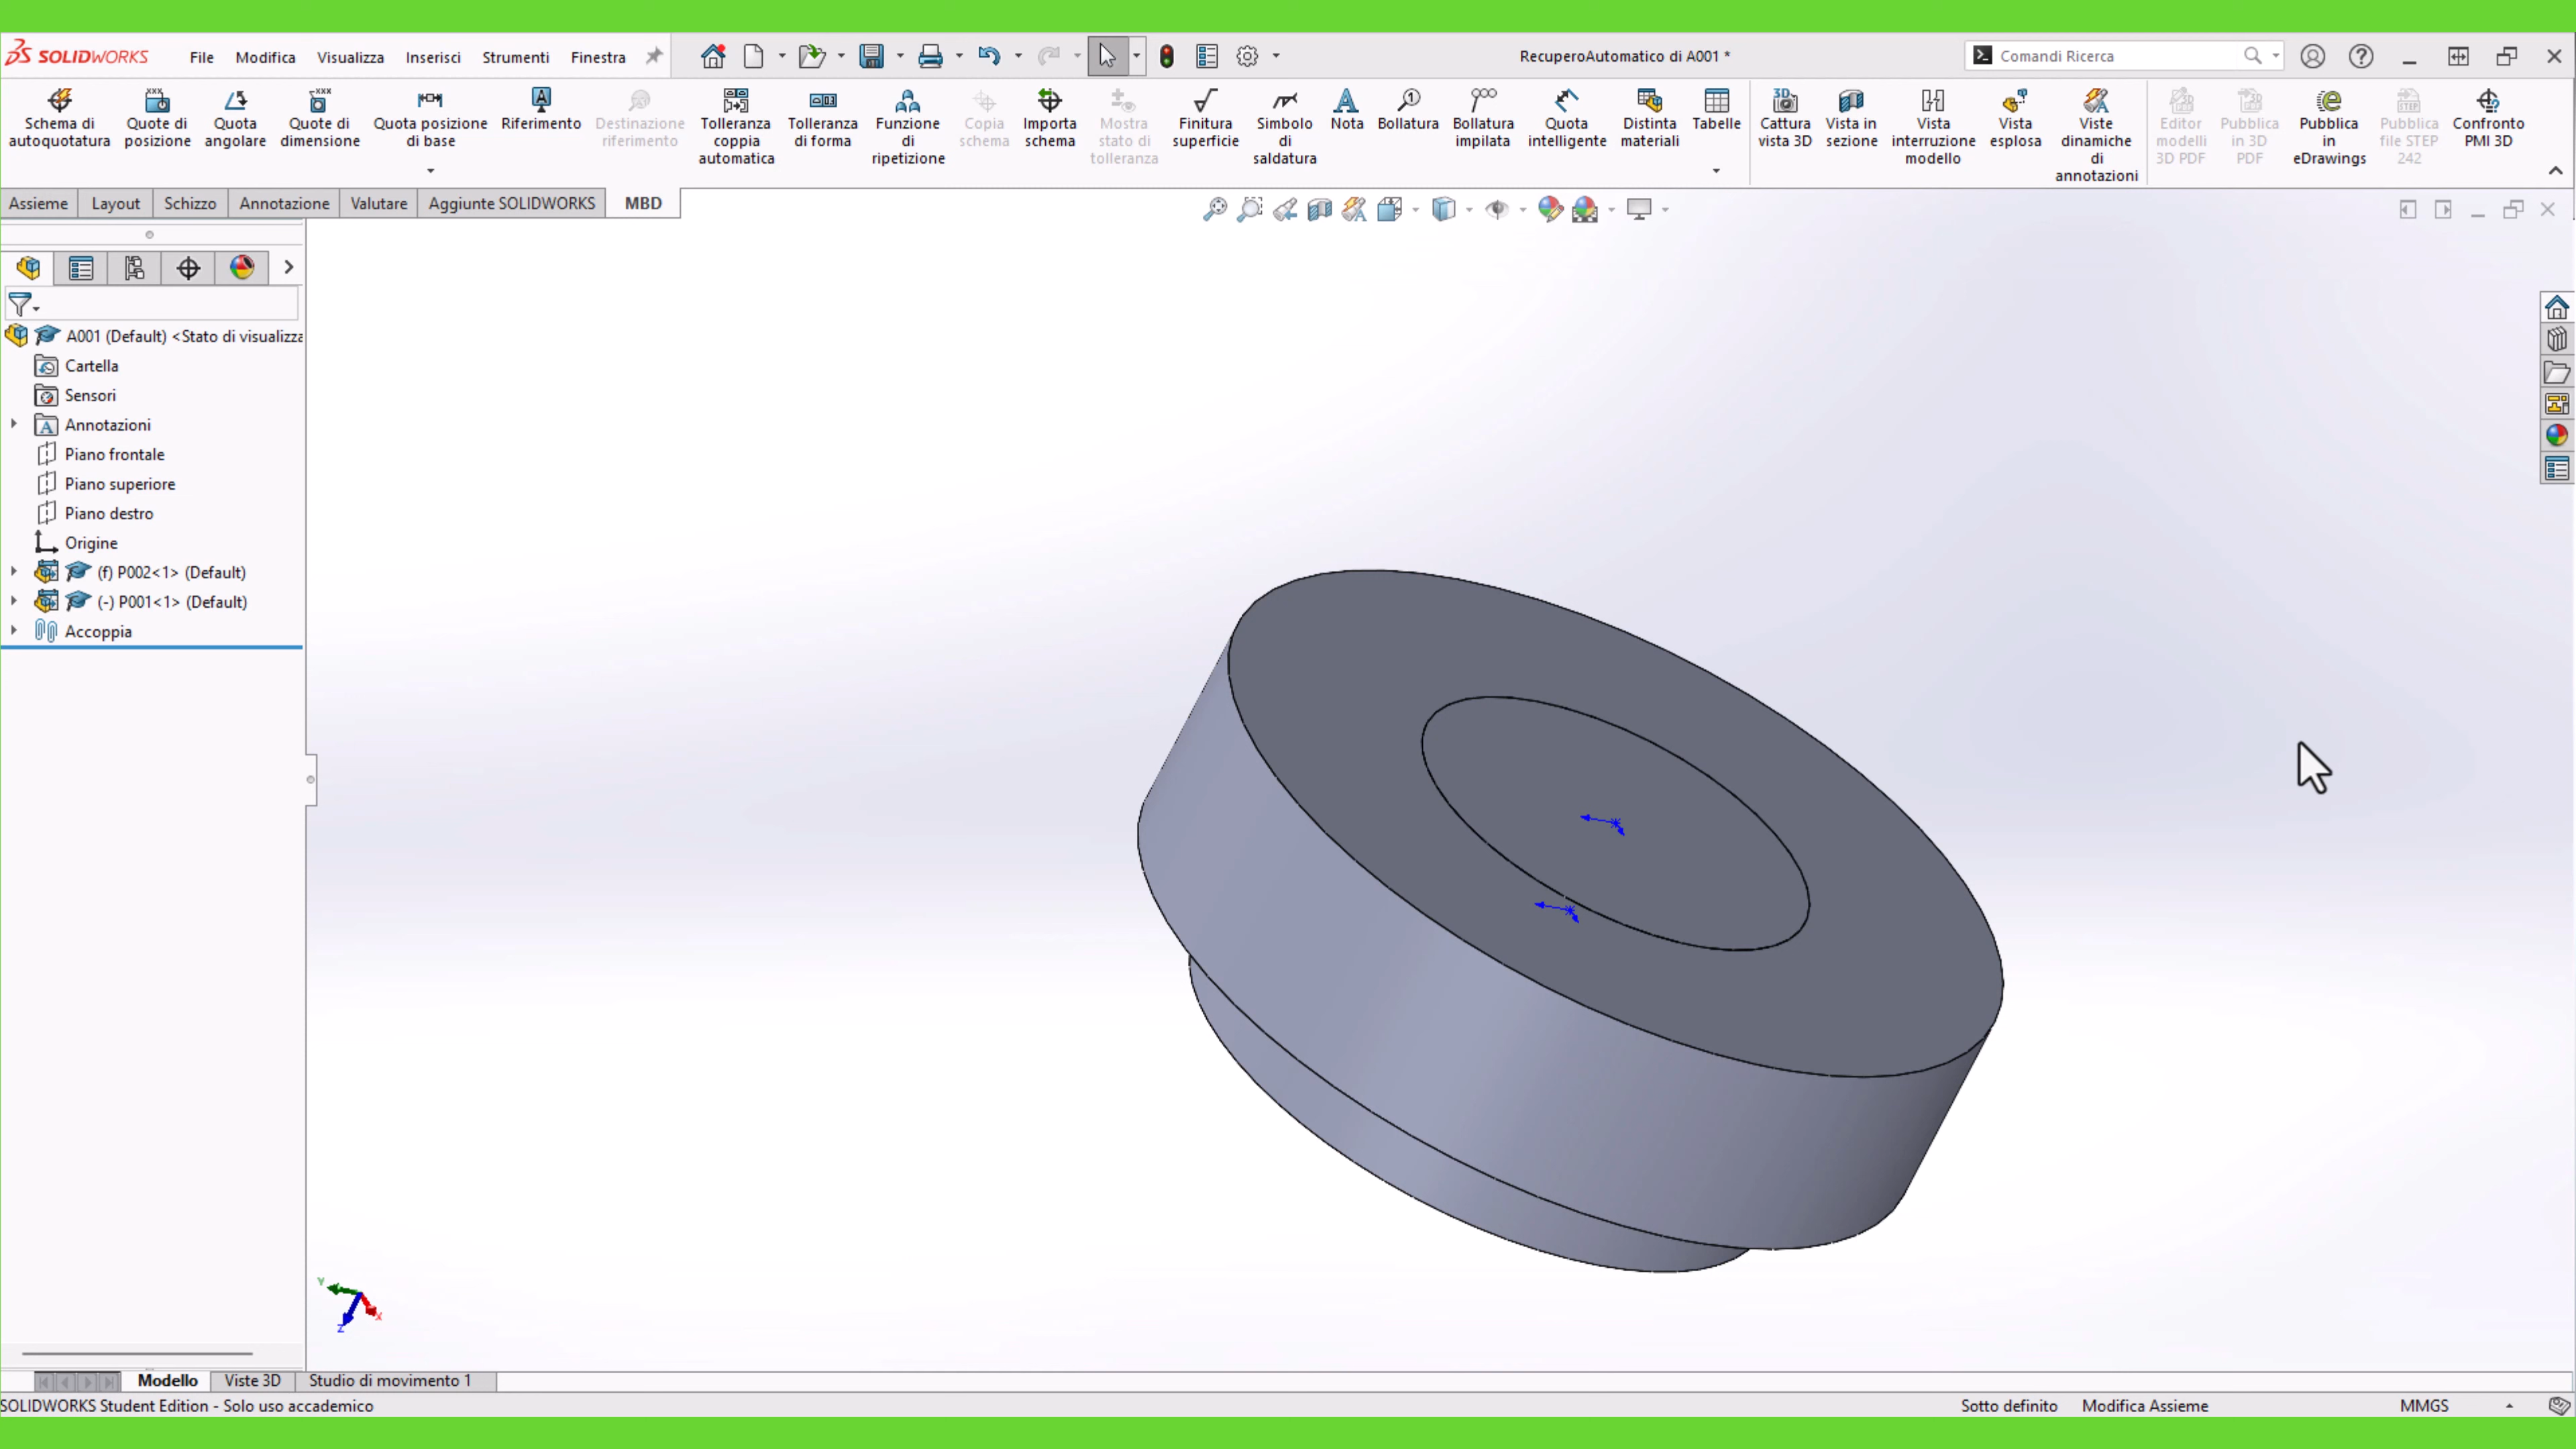 SOLIDWORKS File Modifica Visualizza Inserisci Strumenti Finestra RecuperoAutomatico di A001 * Comandi Ricerca
Schema di autoquotatura
Quote di posizione
Quota angolare
Quote di dimensione
Quota posizione di base
Riferimento
Destinazione riferimento
Tolleranza coppia automatica
Tolleranza di forma
Funzione di ripetizione
Copia schema
Importa schema
Mostra stato di tolleranza
Finitura superficie
Simbolo di saldatura
Nota
Bollatura
Bollatura impilata
Quota intelligente
Distinta materiali
Tabelle
Cattura vista 3D
Vista in sezione
Vista interruzione modello
Vista esplosa
Viste dinamiche di annotazioni
Editor modelli 3D PDF
Pubblica in 3D PDF
Pubblica in eDrawings
Pubblica file STEP 242
Confronto PMI 3D
Assieme Layout Schizzo Annotazione Valutare Aggiunte SOLIDWORKS MBD
A001 (Default) <Stato di visualizza
Cartella
Sensori
Annotazioni
Piano frontale
Piano superiore
Piano destro
Origine
(f) P002<1> (Default)
(-) P001<1> (Default)
Accoppia
Y
X
Z
Modello Viste 3D Studio di movimento 1
SOLIDWORKS Student Edition - Solo uso accademico Sotto definito Modifica Assieme MMGS